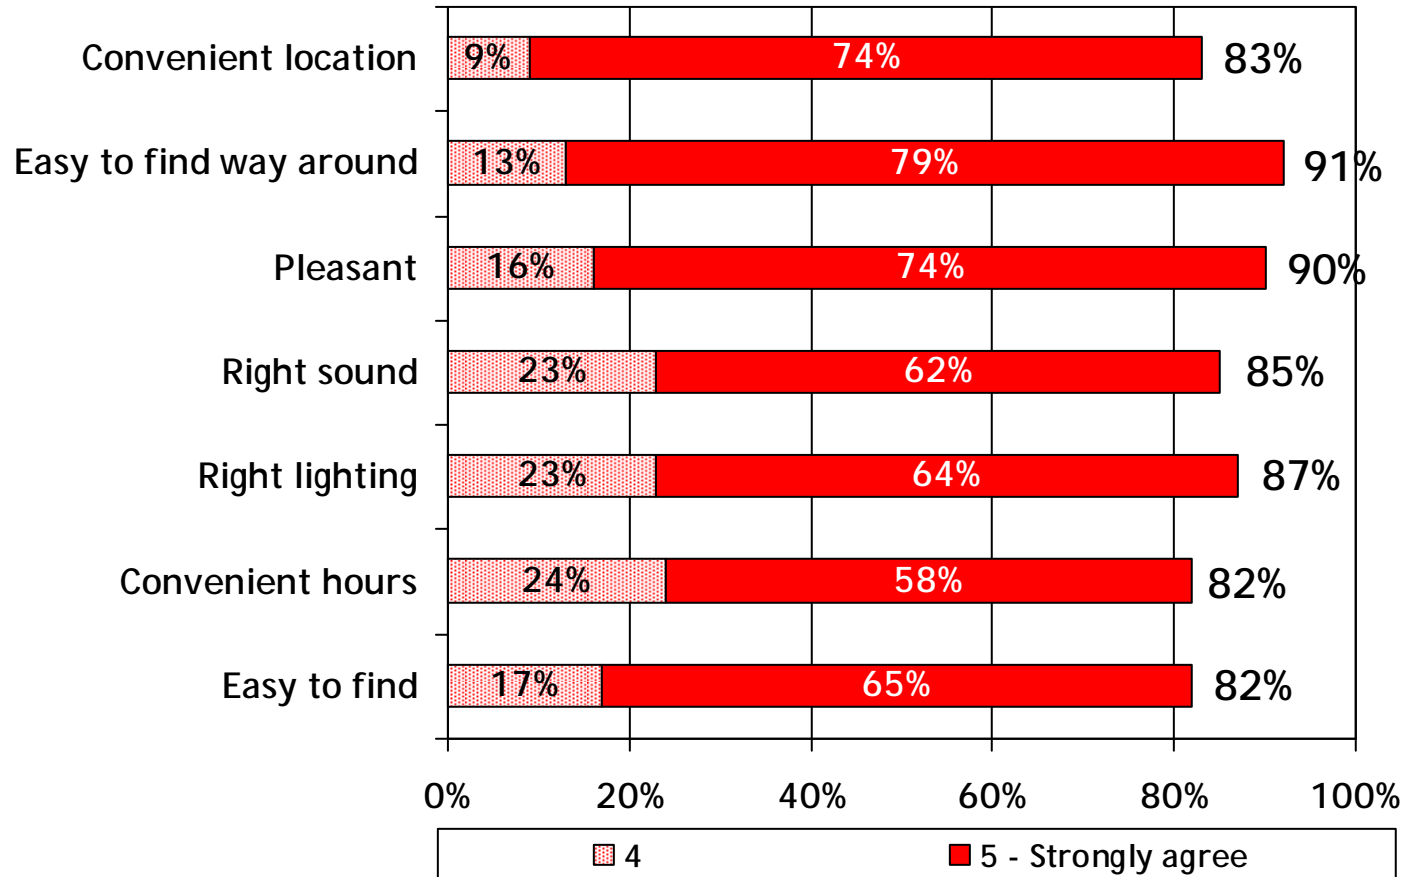 Convenient location 9% 74% 83%
Easy to find way around 13% 79% 91%
Pleasant 16% 74% 90%
Right sound 23% 62% 85%
Right lighting 23% 64% 87%
Convenient hours 24% 58% 82%
Easy to find 17% 65% 82%
0% 20% 40% 60% 80% 100%
4 5 - Strongly agree